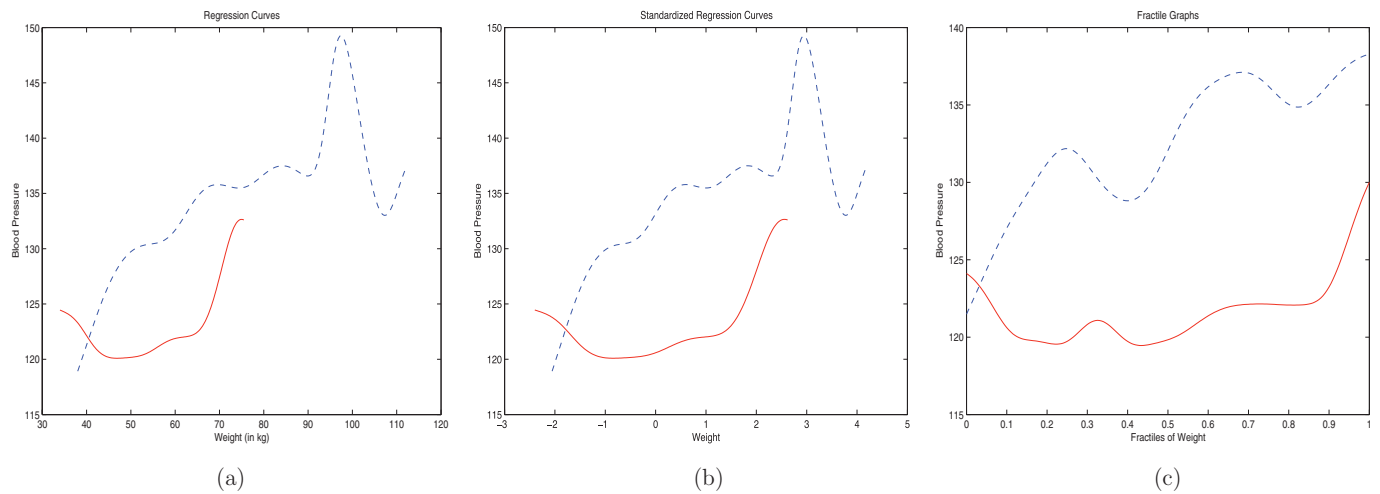 Regression Curves
150
145
140
135
130
125
120
115
Blood Pressure
30 40 50 60 70 80 90 100 110 120
Weight (in kg)
(a)
Standardized Regression Curves
150
145
140
135
130
125
120
115
Blood Pressure
−3 −2 −1 0 1 2 3 4 5
Weight
(b)
Fractile Graphs
140
135
130
125
120
115
Blood Pressure
0 0.1 0.2 0.3 0.4 0.5 0.6 0.7 0.8 0.9 1
Fractiles of Weight
(c)